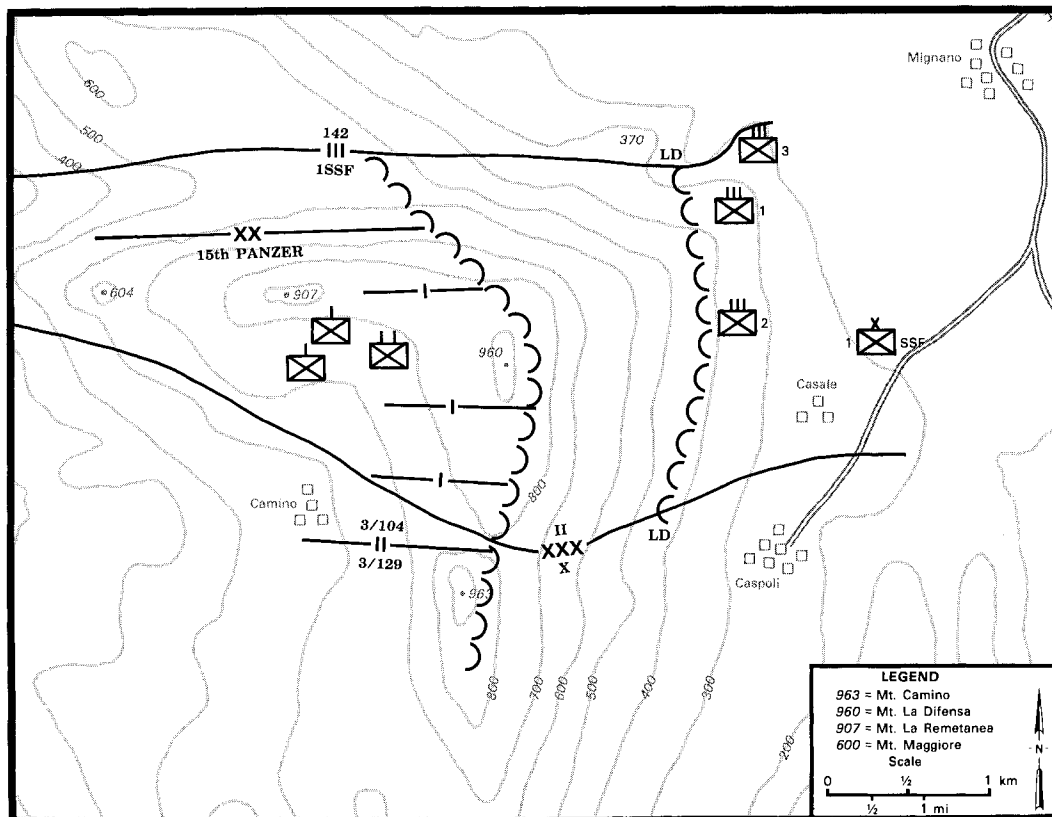 Mignano
600
500
400
142
III
1SSF
370
LD
3
1
XX
15th PANZER
604
907
960
2
1
X
SSF
Casale
Camino
800
3/104
II
3/129
II
XXX
X
LD
Caspoli
963
800
700
600
500
400
300
200
LEGEND
963 = Mt. Camino
960 = Mt. La Difensa
907 = Mt. La Remetanea
600 = Mt. Maggiore
Scale
0 ½ 1 km
½ 1 mi
N